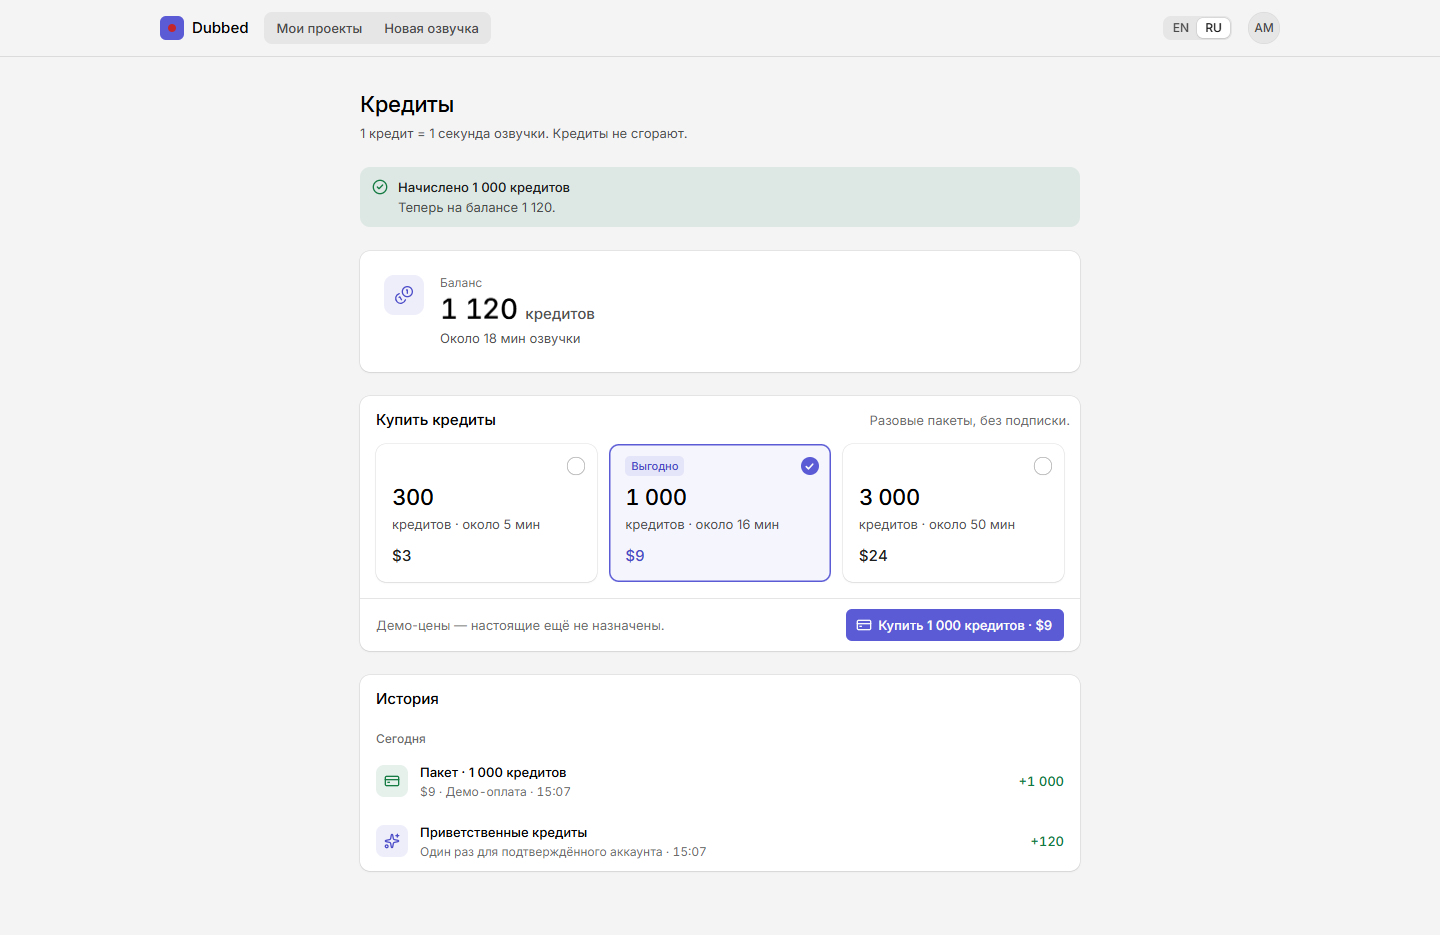 Dubbed
Мои проекты
Новая озвучка
EN
RU
AM
Кредиты
1 кредит = 1 секунда озвучки. Кредиты не сгорают.
Начислено 1 000 кредитов
Теперь на балансе 1 120.
Баланс
1 120 кредитов
Около 18 мин озвучки
Купить кредиты
Разовые пакеты, без подписки.
300
кредитов · около 5 мин
$3
Выгодно
1 000
кредитов · около 16 мин
$9
3 000
кредитов · около 50 мин
$24
Демо-цены — настоящие ещё не назначены.
Купить 1 000 кредитов · $9
История
Сегодня
Пакет · 1 000 кредитов
$9 · Демо-оплата · 15:07
+1 000
Приветственные кредиты
Один раз для подтверждённого аккаунта · 15:07
+120